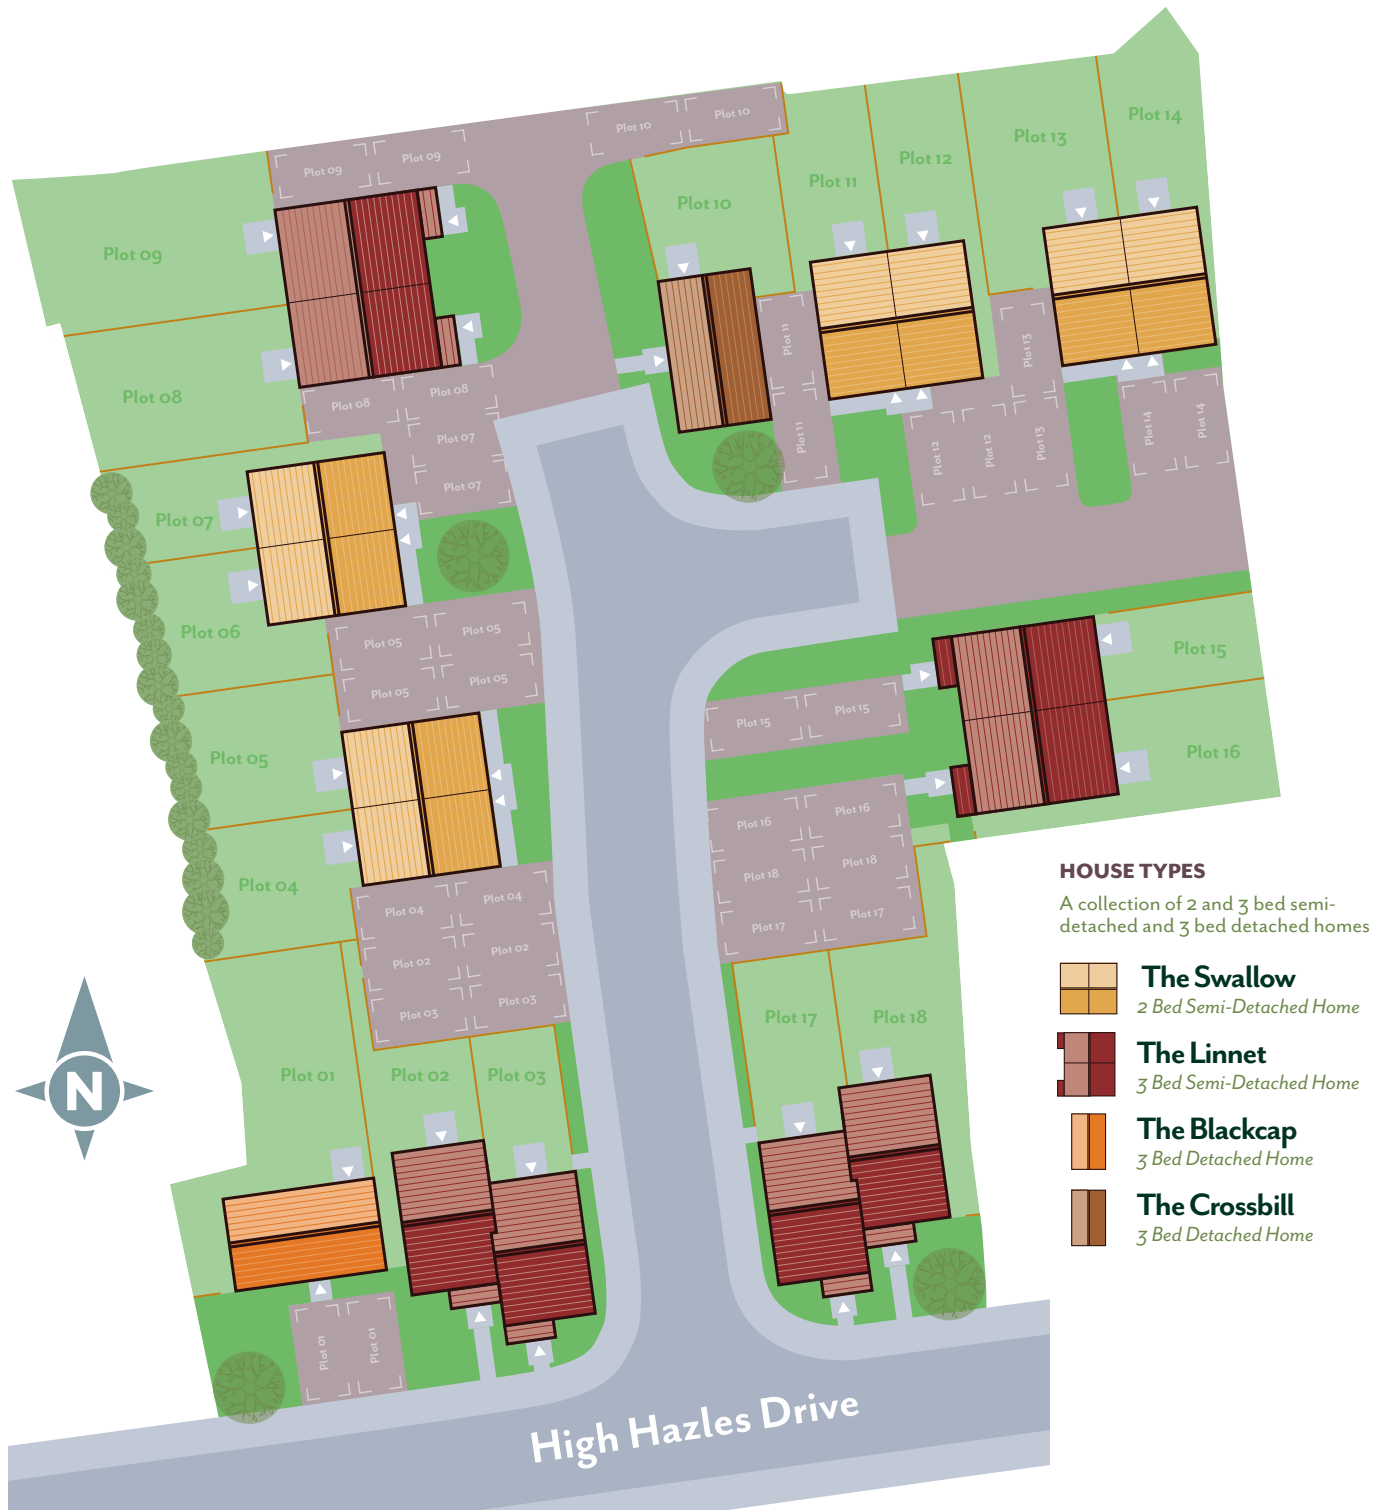 Plot 14
Plot 13
Plot 12
Plot 11
Plot 10
Plot 10
Plot 10
Plot 09
Plot 09
Plot 09
Plot 08
Plot 08
Plot 08
Plot 07
Plot 07
Plot 07
Plot 11
Plot 11
Plot 13
Plot 12
Plot 12
Plot 13
Plot 14
Plot 14
Plot 06
Plot 05
Plot 05
Plot 05
Plot 05
Plot 05
Plot 15
Plot 15
Plot 15
Plot 16
Plot 16
Plot 16
Plot 18
Plot 18
Plot 17
Plot 17
Plot 04
Plot 04
Plot 04
Plot 02
Plot 02
Plot 03
Plot 03
Plot 01
Plot 02
Plot 03
Plot 17
Plot 18
Plot 01
Plot 01
N
High Hazles Drive
HOUSE TYPES
A collection of 2 and 3 bed semi-
detached and 3 bed detached homes
The Swallow
2 Bed Semi-Detached Home
The Linnet
3 Bed Semi-Detached Home
The Blackcap
3 Bed Detached Home
The Crossbill
3 Bed Detached Home